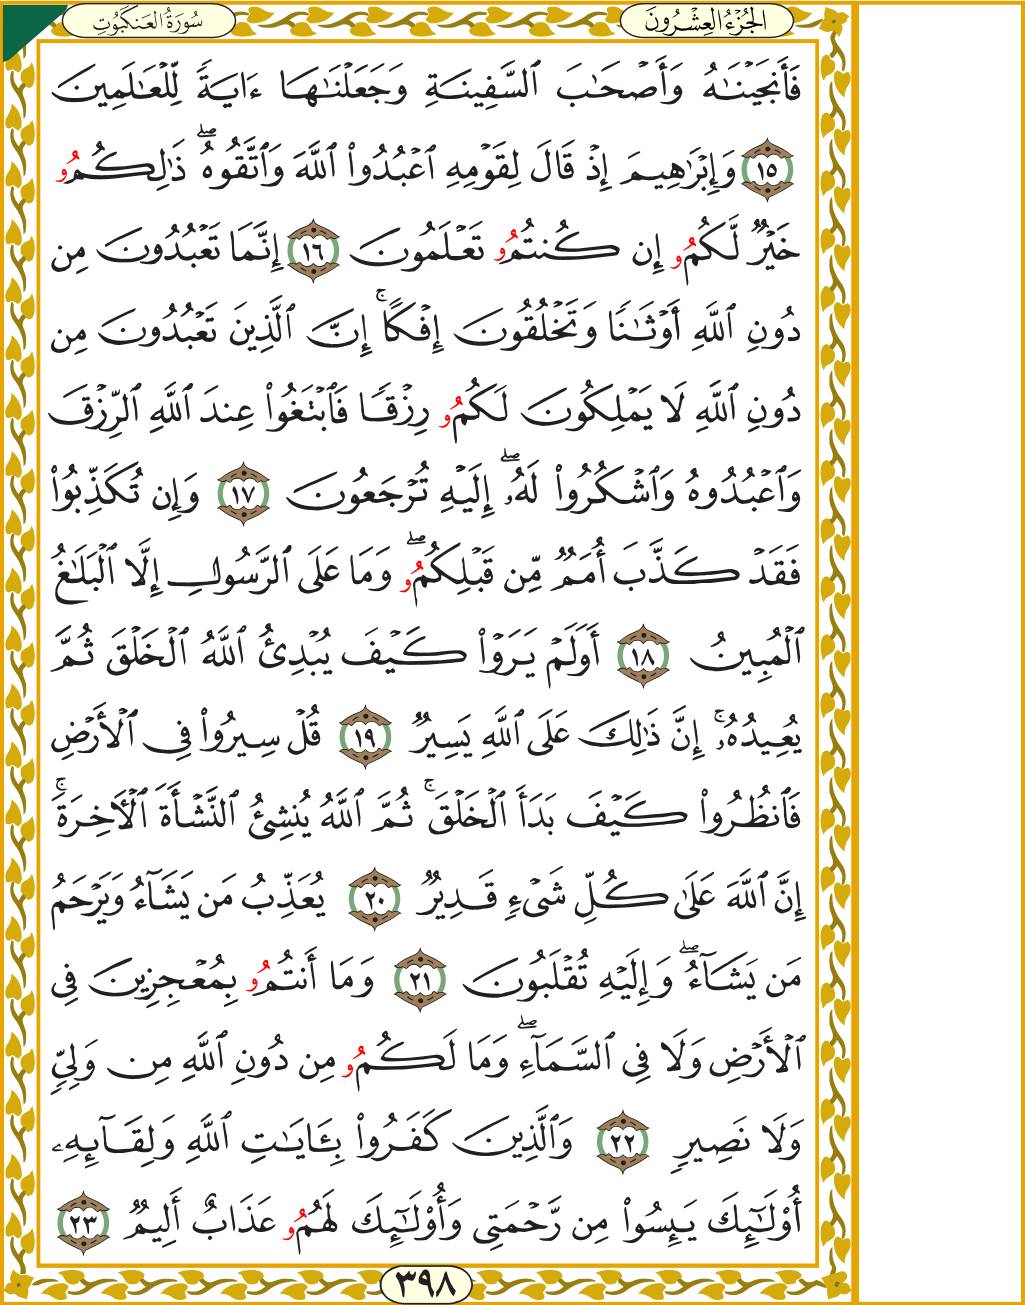 سُورَةُ العَنكَبُوتِ
الجُزْءُ العِشْرُونَ
فَأَنجَيْنَٰهُ وَأَصْحَٰبَ ٱلسَّفِينَةِ وَجَعَلْنَٰهَا ءَايَةً لِّلْعَٰلَمِينَ
١٥ وَإِبْرَٰهِيمَ إِذْ قَالَ لِقَوْمِهِ ٱعْبُدُوا۟ ٱللَّهَ وَٱتَّقُوهُ ۖ ذَٰلِكُمُو
خَيْرٌ لَّكُمُو إِن كُنتُمُو تَعْلَمُونَ ١٦ إِنَّمَا تَعْبُدُونَ مِن
دُونِ ٱللَّهِ أَوْثَٰنًا وَتَخْلُقُونَ إِفْكًا ۚ إِنَّ ٱلَّذِينَ تَعْبُدُونَ مِن
دُونِ ٱللَّهِ لَا يَمْلِكُونَ لَكُمُو رِزْقًا فَٱبْتَغُوا۟ عِندَ ٱللَّهِ ٱلرِّزْقَ
وَٱعْبُدُوهُ وَٱشْكُرُوا۟ لَهُۥ ۖ إِلَيْهِ تُرْجَعُونَ ١٧ وَإِن تُكَذِّبُوا۟
فَقَدْ كَذَّبَ أُمَمٌ مِّن قَبْلِكُمُو ۖ وَمَا عَلَى ٱلرَّسُولِ إِلَّا ٱلْبَلَٰغُ
ٱلْمُبِينُ ١٨ أَوَلَمْ يَرَوْا۟ كَيْفَ يُبْدِئُ ٱللَّهُ ٱلْخَلْقَ ثُمَّ
يُعِيدُهُۥ ۚ إِنَّ ذَٰلِكَ عَلَى ٱللَّهِ يَسِيرٌ ١٩ قُلْ سِيرُوا۟ فِى ٱلْأَرْضِ
فَٱنظُرُوا۟ كَيْفَ بَدَأَ ٱلْخَلْقَ ۚ ثُمَّ ٱللَّهُ يُنشِئُ ٱلنَّشْأَةَ ٱلْأَخِرَةَ ۚ
إِنَّ ٱللَّهَ عَلَىٰ كُلِّ شَىْءٍ قَدِيرٌ ٢٠ يُعَذِّبُ مَن يَشَآءُ وَيَرْحَمُ
مَن يَشَآءُ ۖ وَإِلَيْهِ تُقْلَبُونَ ٢١ وَمَا أَنتُمُو بِمُعْجِزِينَ فِى
ٱلْأَرْضِ وَلَا فِى ٱلسَّمَآءِ ۖ وَمَا لَكُمُو مِن دُونِ ٱللَّهِ مِن وَلِىٍّ
وَلَا نَصِيرٍ ٢٢ وَٱلَّذِينَ كَفَرُوا۟ بِـَٔايَٰتِ ٱللَّهِ وَلِقَآئِهِۦ
أُو۟لَٰٓئِكَ يَئِسُوا۟ مِن رَّحْمَتِى وَأُو۟لَٰٓئِكَ لَهُمُو عَذَابٌ أَلِيمٌ ٢٣
٣٩٨